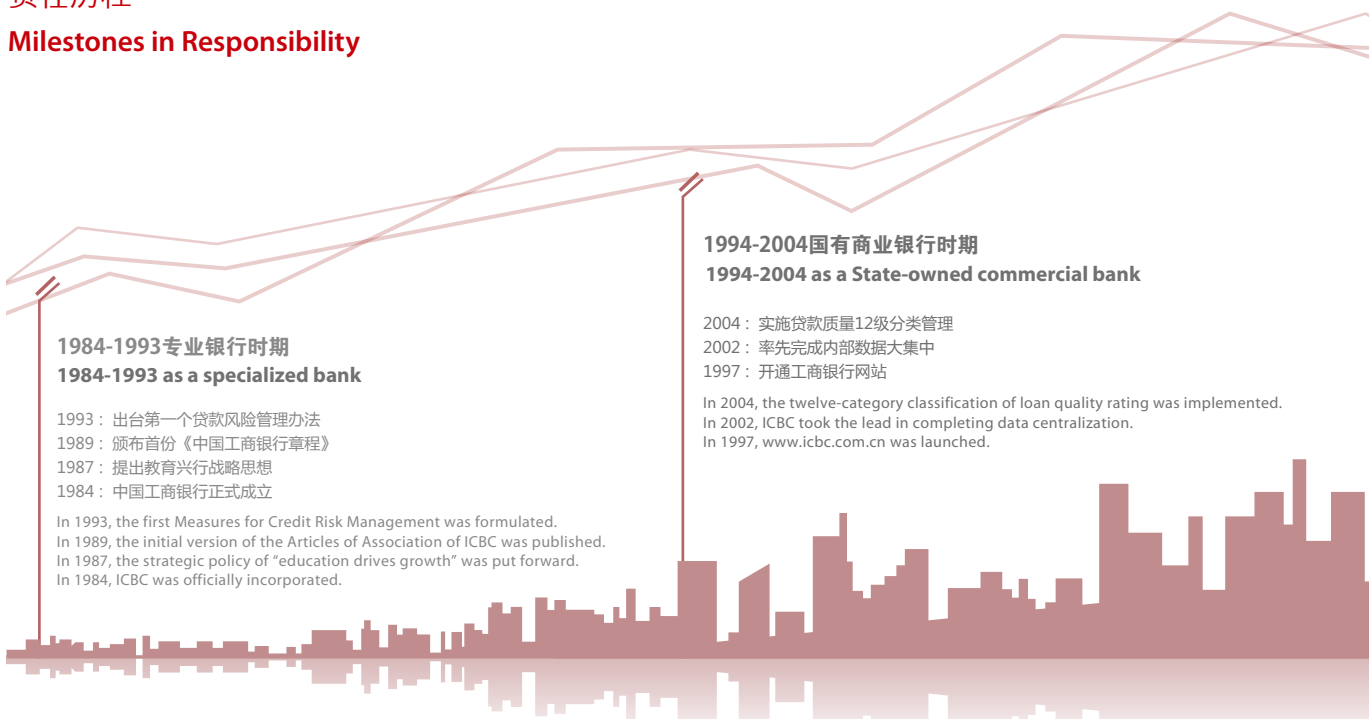 责任历程
Milestones in Responsibility
1984-1993专业银行时期
1984-1993 as a specialized bank
1993：出台第一个贷款风险管理办法
1989：颁布首份《中国工商银行章程》
1987：提出教育兴行战略思想
1984：中国工商银行正式成立
In 1993, the first Measures for Credit Risk Management was formulated.
In 1989, the initial version of the Articles of Association of ICBC was published.
In 1987, the strategic policy of “education drives growth” was put forward.
In 1984, ICBC was officially incorporated.
1994-2004国有商业银行时期
1994-2004 as a State-owned commercial bank
2004：实施贷款质量12级分类管理
2002：率先完成内部数据大集中
1997：开通工商银行网站
In 2004, the twelve-category classification of loan quality rating was implemented.
In 2002, ICBC took the lead in completing data centralization.
In 1997, www.icbc.com.cn was launched.